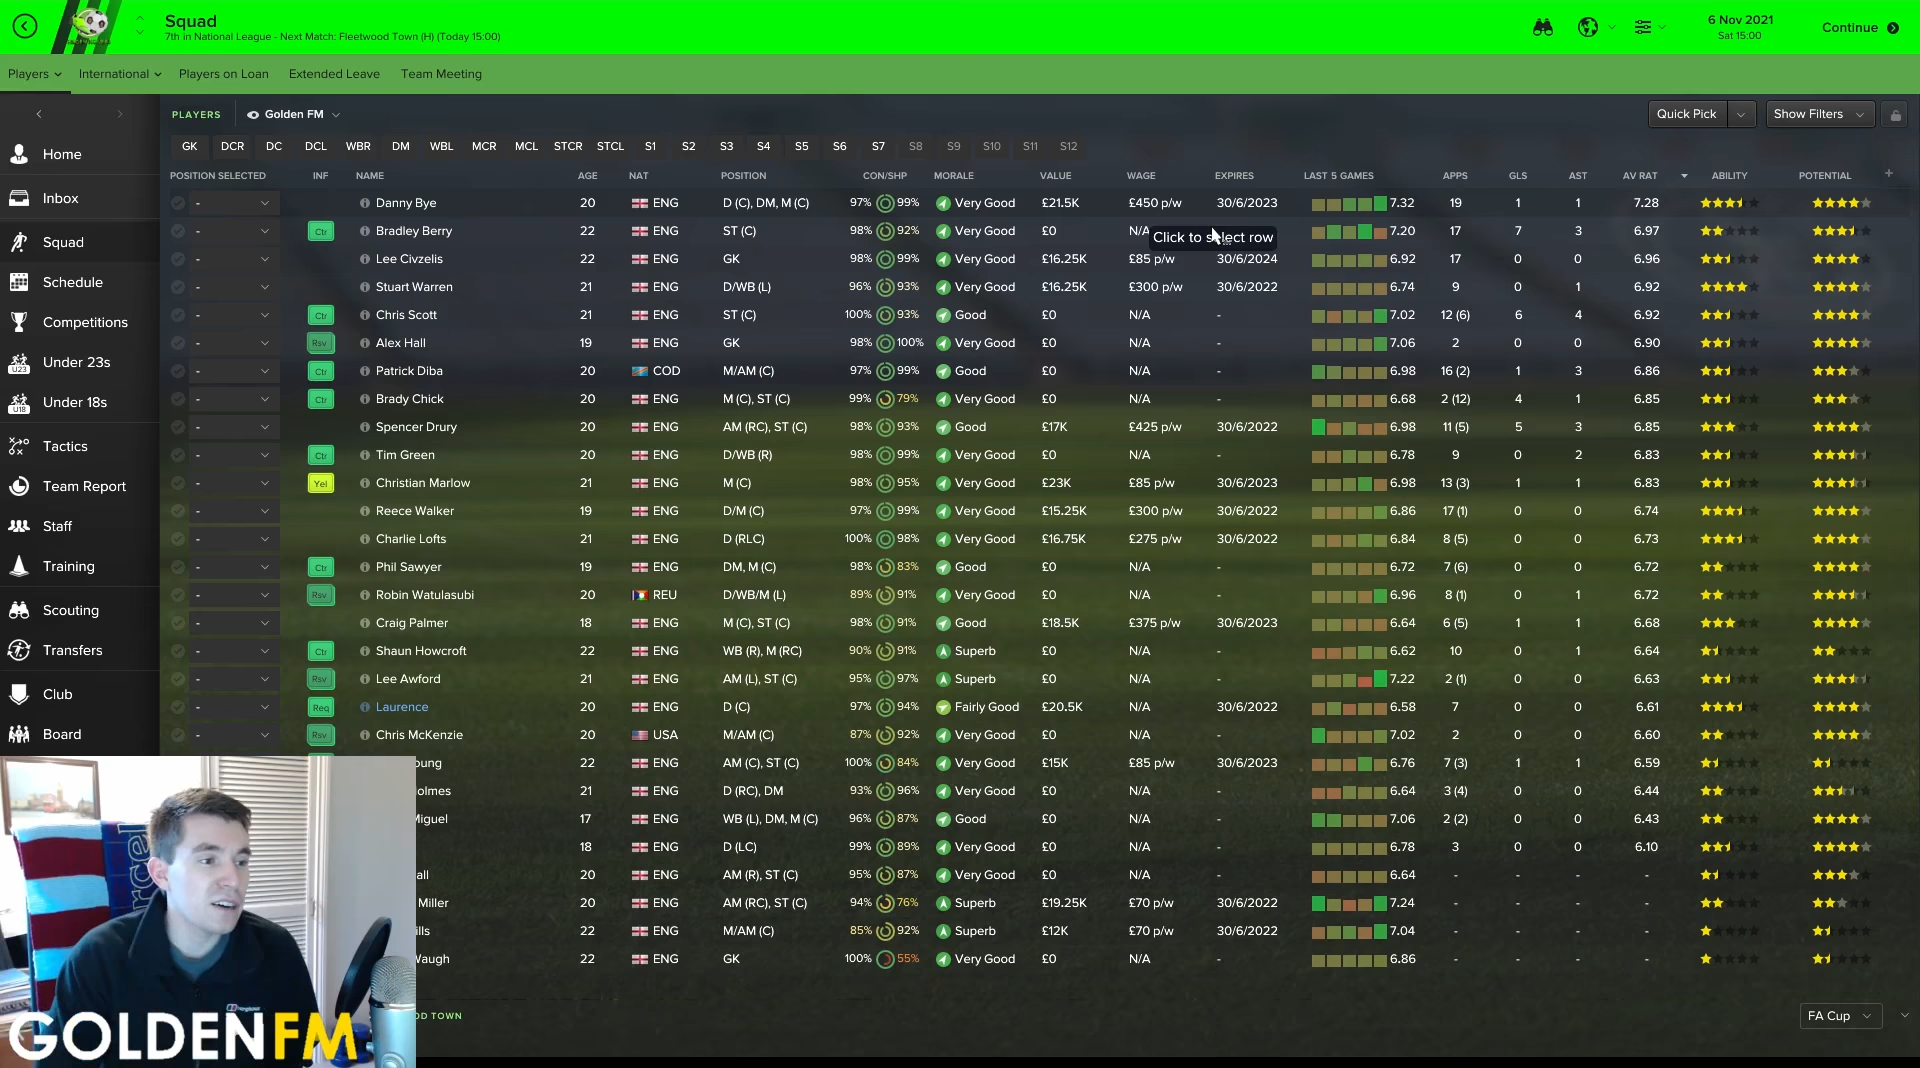 Squad
7th in National League - Next Match: Fleetwood Town (H) (Today 15:00)
6 Nov 2021
Sat 15:00
Continue
Players International Players on Loan Extended Leave Team Meeting
PLAYERS Golden FM Quick Pick Show Filters
GK DCR DC DCL WBR DM WBL MCR MCL STCR STCL S1 S2 S3 S4 S5 S6 S7 S8 S9 S10 S11 S12
POSITION SELECTED INF NAME AGE NAT POSITION CON/SHP MORALE VALUE WAGE EXPIRES LAST 5 GAMES APPS GLS AST AV RAT ABILITY POTENTIAL
- Danny Bye 20 ENG D (C), DM, M (C) 97% 99% Very Good £21.5K £450 p/w 30/6/2023 7.32 19 1 1 7.28
- Ctr Bradley Berry 22 ENG ST (C) 98% 92% Very Good £0 N/A 7.20 17 7 3 6.97
Click to select row
- Lee Civzelis 22 ENG GK 98% 99% Very Good £16.25K £85 p/w 30/6/2024 6.92 17 0 0 6.96
- Stuart Warren 21 ENG D/WB (L) 96% 93% Very Good £16.25K £300 p/w 30/6/2022 6.74 9 0 1 6.92
- Ctr Chris Scott 21 ENG ST (C) 100% 93% Good £0 N/A - 7.02 12 (6) 6 4 6.92
- Rsv Alex Hall 19 ENG GK 98% 100% Very Good £0 N/A - 7.06 2 0 0 6.90
- Ctr Patrick Diba 20 COD M/AM (C) 97% 99% Good £0 N/A - 6.98 16 (2) 1 3 6.86
- Ctr Brady Chick 20 ENG M (C), ST (C) 99% 79% Very Good £0 N/A - 6.68 2 (12) 4 1 6.85
- Spencer Drury 20 ENG AM (RC), ST (C) 98% 93% Good £17K £425 p/w 30/6/2022 6.98 11 (5) 5 3 6.85
- Ctr Tim Green 20 ENG D/WB (R) 98% 99% Very Good £0 N/A - 6.78 9 0 2 6.83
- Yel Christian Marlow 21 ENG M (C) 98% 95% Very Good £23K £85 p/w 30/6/2023 6.98 13 (3) 1 1 6.83
- Reece Walker 19 ENG D/M (C) 97% 99% Very Good £15.25K £300 p/w 30/6/2022 6.86 17 (1) 0 0 6.74
- Charlie Lofts 21 ENG D (RLC) 100% 98% Very Good £16.75K £275 p/w 30/6/2022 6.84 8 (5) 0 0 6.73
- Ctr Phil Sawyer 19 ENG DM, M (C) 98% 83% Good £0 N/A - 6.72 7 (6) 0 0 6.72
- Rsv Robin Watulasubi 20 REU D/WB/M (L) 89% 91% Very Good £0 N/A - 6.96 8 (1) 0 1 6.72
- Craig Palmer 18 ENG M (C), ST (C) 98% 91% Good £18.5K £375 p/w 30/6/2023 6.64 6 (5) 1 1 6.68
- Ctr Shaun Howcroft 22 ENG WB (R), M (RC) 90% 91% Superb £0 N/A - 6.62 10 0 1 6.64
- Rsv Lee Awford 21 ENG AM (L), ST (C) 95% 97% Superb £0 N/A - 7.22 2 (1) 0 0 6.63
- Req Laurence 20 ENG D (C) 97% 94% Fairly Good £20.5K 30/6/2022 6.58 7 0 0 6.61
- Rsv Chris McKenzie 20 USA M/AM (C) 87% 92% Very Good £0 N/A - 7.02 2 0 0 6.60
oung 22 ENG AM (C), ST (C) 100% 84% Very Good £15K £85 p/w 30/6/2023 6.76 7 (3) 1 1 6.59
olmes 21 ENG D (RC), DM 93% 96% Very Good £0 N/A - 6.64 3 (4) 0 0 6.44
Miguel 17 ENG WB (L), DM, M (C) 96% 87% Good £0 N/A - 7.06 2 (2) 0 0 6.43
18 ENG D (LC) 99% 89% Very Good £0 N/A - 6.78 3 0 0 6.10
all 20 ENG AM (R), ST (C) 95% 87% Very Good £0 N/A - 6.64 - - - -
Miller 20 ENG AM (RC), ST (C) 94% 76% Superb £19.25K £70 p/w 30/6/2022 7.24 - - - -
ills 22 ENG M/AM (C) 85% 92% Superb £12K £70 p/w 30/6/2022 7.04 - - - -
Waugh 22 ENG GK 100% 55% Very Good £0 N/A - 6.86 - - - -
OD TOWN FA Cup
Home
Inbox
Squad
Schedule
Competitions
U23 Under 23s
U18 Under 18s
Tactics
Team Report
Staff
Training
Scouting
Transfers
Club
Board
GOLDENFM